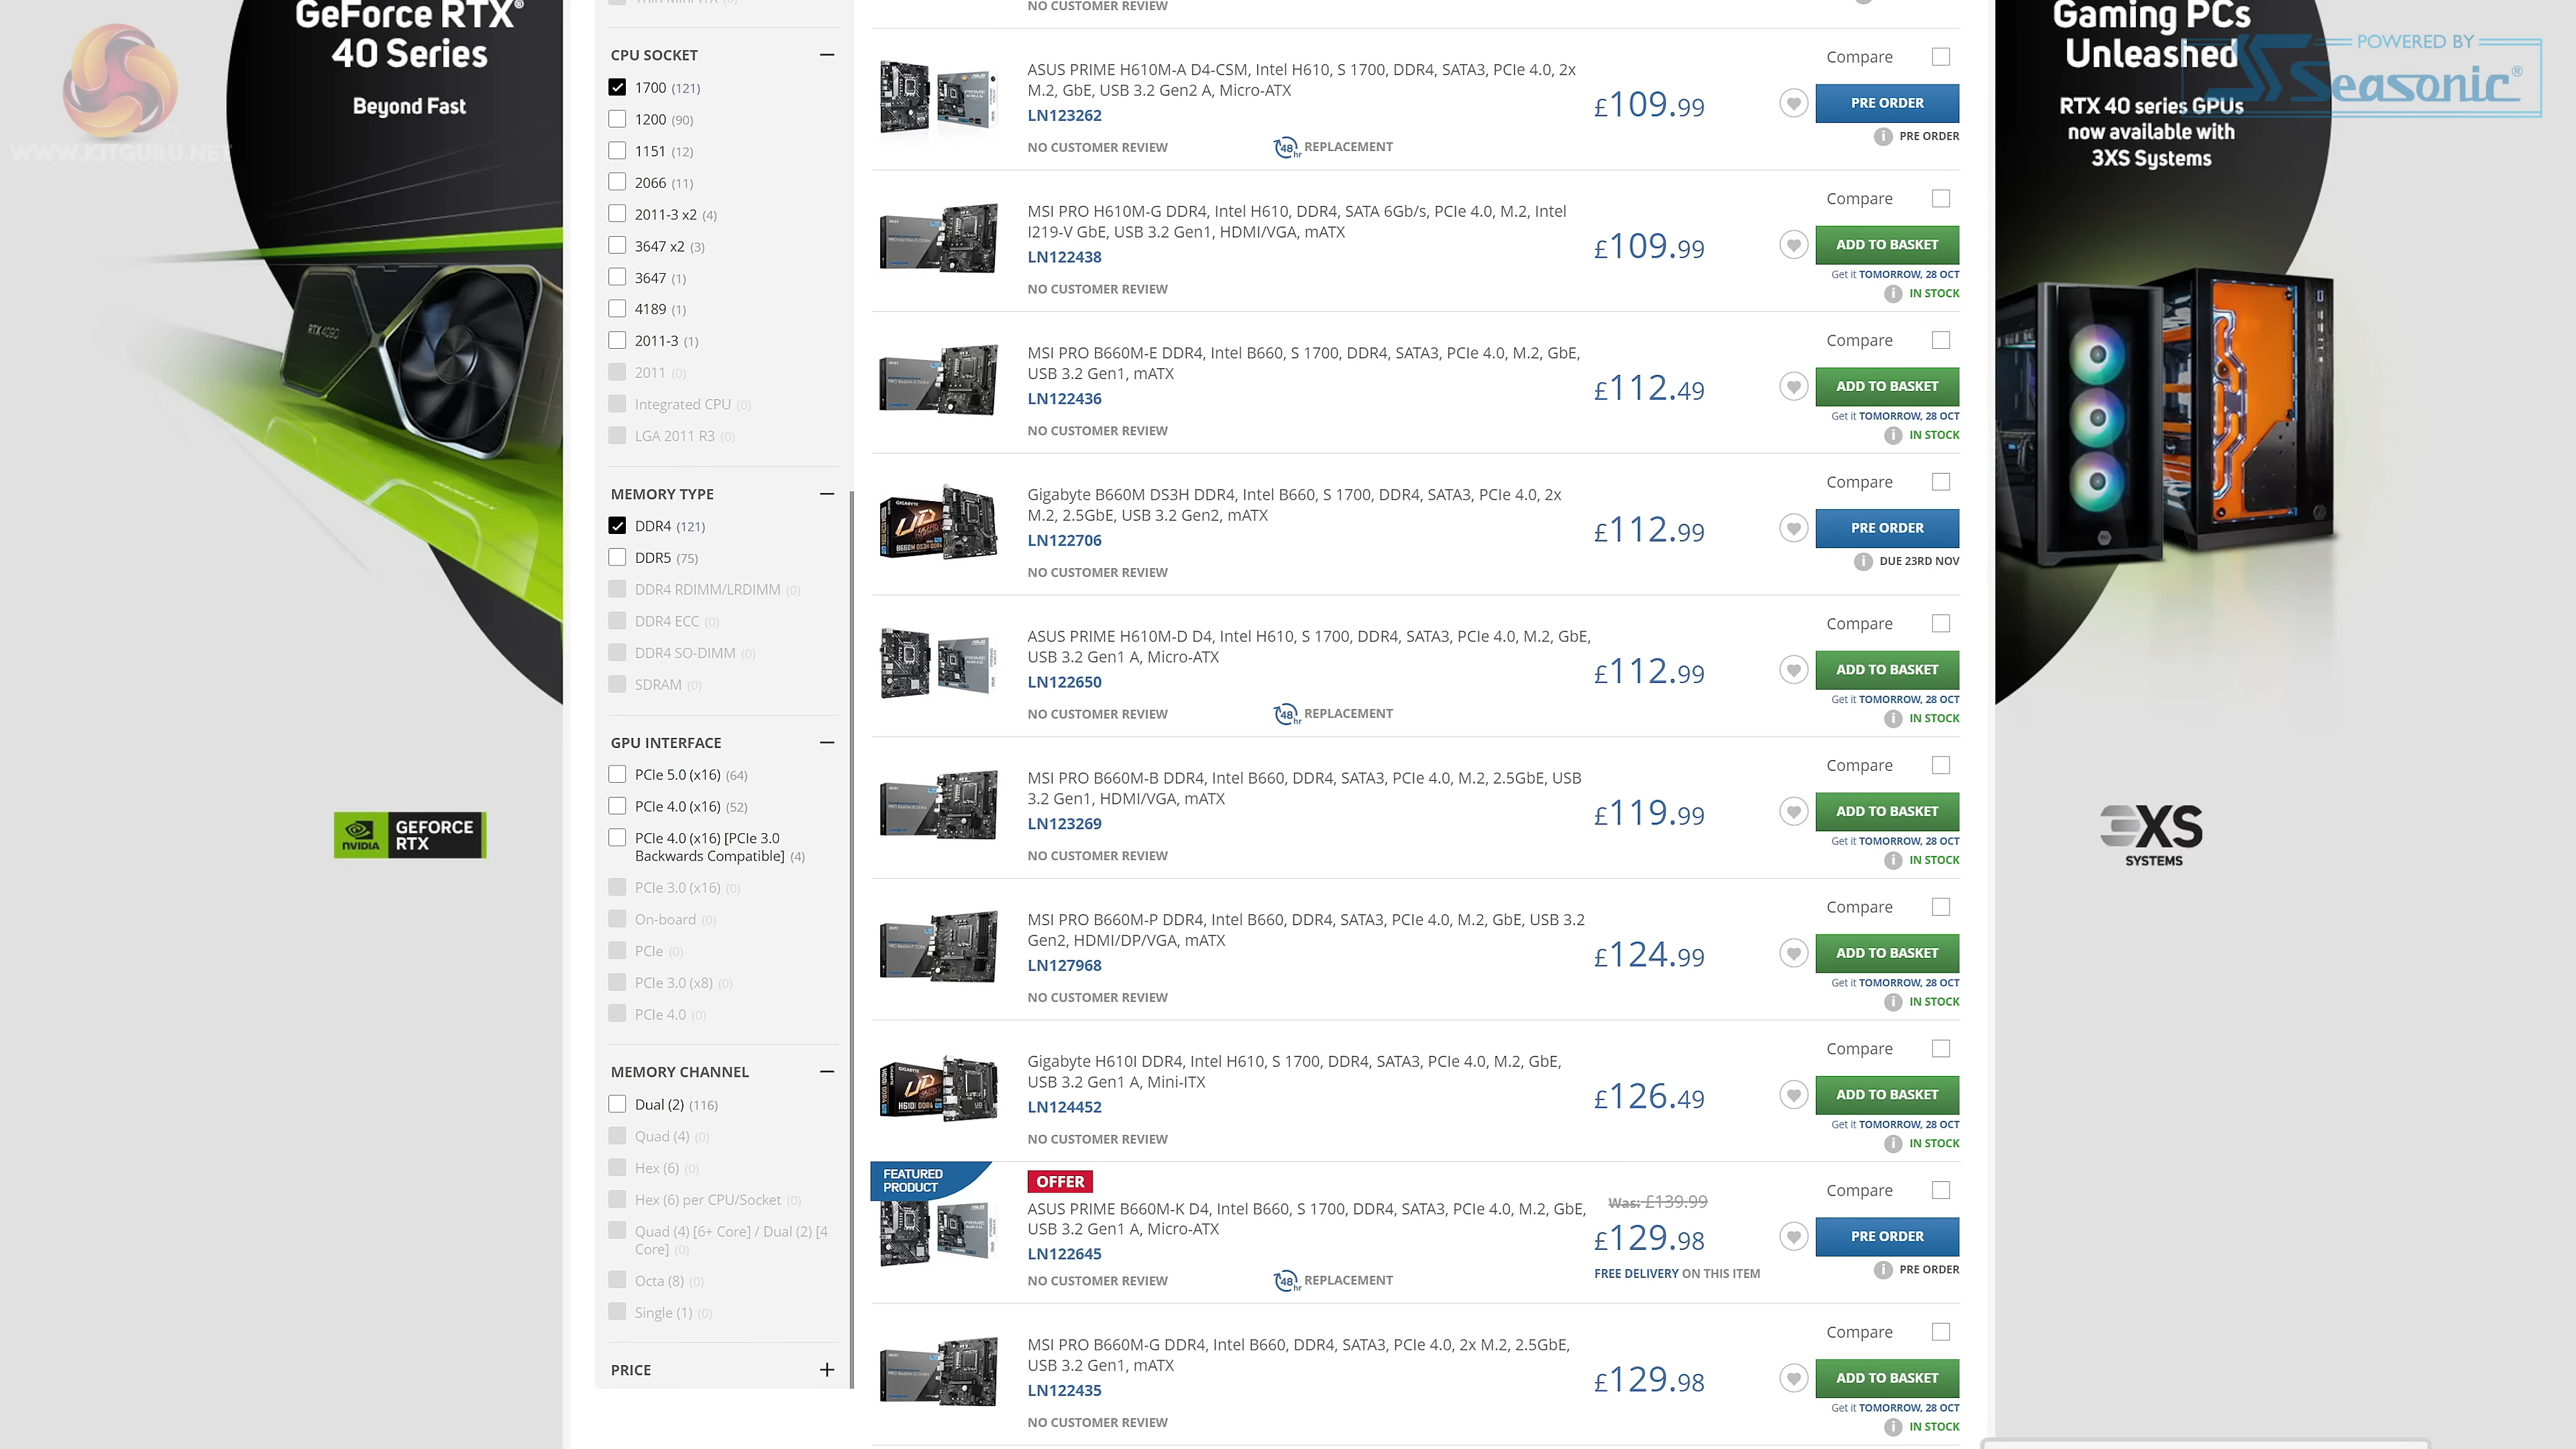 GeForce RTX®
40 Series
Beyond Fast
WWW.KITGURU.NET
.tv
RTX 4090
NVIDIA
GEFORCE
RTX
CPU SOCKET
1700 (121)
1200 (90)
1151 (12)
2066 (11)
2011-3 x2 (4)
3647 x2 (3)
3647 (1)
4189 (1)
2011-3 (1)
2011 (0)
Integrated CPU (0)
LGA 2011 R3 (0)
MEMORY TYPE
DDR4 (121)
DDR5 (75)
DDR4 RDIMM/LRDIMM (0)
DDR4 ECC (0)
DDR4 SO-DIMM (0)
SDRAM (0)
GPU INTERFACE
PCIe 5.0 (x16) (64)
PCIe 4.0 (x16) (52)
PCIe 4.0 (x16) [PCIe 3.0
Backwards Compatible] (4)
PCIe 3.0 (x16) (0)
On-board (0)
PCIe (0)
PCIe 3.0 (x8) (0)
PCIe 4.0 (0)
MEMORY CHANNEL
Dual (2) (116)
Quad (4) (0)
Hex (6) (0)
Hex (6) per CPU/Socket (0)
Quad (4) [6+ Core] / Dual (2) [4
Core] (0)
Octa (8) (0)
Single (1) (0)
PRICE
NO CUSTOMER REVIEW
ASUS PRIME H610M-A D4-CSM, Intel H610, S 1700, DDR4, SATA3, PCIe 4.0, 2x
M.2, GbE, USB 3.2 Gen2 A, Micro-ATX
LN123262
NO CUSTOMER REVIEW
48hr REPLACEMENT
£109.99
Compare
PRE ORDER
PRE ORDER
MSI PRO H610M-G DDR4, Intel H610, DDR4, SATA 6Gb/s, PCIe 4.0, M.2, Intel
I219-V GbE, USB 3.2 Gen1, HDMI/VGA, mATX
LN122438
NO CUSTOMER REVIEW
£109.99
Compare
ADD TO BASKET
Get it TOMORROW, 28 OCT
IN STOCK
MSI PRO B660M-E DDR4, Intel B660, S 1700, DDR4, SATA3, PCIe 4.0, M.2, GbE,
USB 3.2 Gen1, mATX
LN122436
NO CUSTOMER REVIEW
£112.49
Compare
ADD TO BASKET
Get it TOMORROW, 28 OCT
IN STOCK
GIGABYTE
UD
B660M DS3H DDR4
Gigabyte B660M DS3H DDR4, Intel B660, S 1700, DDR4, SATA3, PCIe 4.0, 2x
M.2, 2.5GbE, USB 3.2 Gen2, mATX
LN122706
NO CUSTOMER REVIEW
£112.99
Compare
PRE ORDER
DUE 23RD NOV
ASUS PRIME H610M-D D4, Intel H610, S 1700, DDR4, SATA3, PCIe 4.0, M.2, GbE,
USB 3.2 Gen1 A, Micro-ATX
LN122650
NO CUSTOMER REVIEW
48hr REPLACEMENT
£112.99
Compare
ADD TO BASKET
Get it TOMORROW, 28 OCT
IN STOCK
MSI PRO B660M-B DDR4, Intel B660, DDR4, SATA3, PCIe 4.0, M.2, 2.5GbE, USB
3.2 Gen1, HDMI/VGA, mATX
LN123269
NO CUSTOMER REVIEW
£119.99
Compare
ADD TO BASKET
Get it TOMORROW, 28 OCT
IN STOCK
MSI PRO B660M-P DDR4, Intel B660, DDR4, SATA3, PCIe 4.0, M.2, GbE, USB 3.2
Gen2, HDMI/DP/VGA, mATX
LN127968
NO CUSTOMER REVIEW
£124.99
Compare
ADD TO BASKET
Get it TOMORROW, 28 OCT
IN STOCK
GIGABYTE
UD
H610I DDR4
Gigabyte H610I DDR4, Intel H610, S 1700, DDR4, SATA3, PCIe 4.0, M.2, GbE,
USB 3.2 Gen1 A, Mini-ITX
LN124452
NO CUSTOMER REVIEW
£126.49
Compare
ADD TO BASKET
Get it TOMORROW, 28 OCT
IN STOCK
FEATURED
PRODUCT
OFFER
ASUS PRIME B660M-K D4, Intel B660, S 1700, DDR4, SATA3, PCIe 4.0, M.2, GbE,
USB 3.2 Gen1 A, Micro-ATX
LN122645
NO CUSTOMER REVIEW
48hr REPLACEMENT
Was: £139.99
£129.98
FREE DELIVERY ON THIS ITEM
Compare
PRE ORDER
PRE ORDER
MSI PRO B660M-G DDR4, Intel B660, DDR4, SATA3, PCIe 4.0, 2x M.2, 2.5GbE,
USB 3.2 Gen1, mATX
LN122435
NO CUSTOMER REVIEW
£129.98
Compare
ADD TO BASKET
Get it TOMORROW, 28 OCT
IN STOCK
Gaming PCs
Unleashed
RTX 40 series GPUs
now available with
3XS Systems
POWERED BY
Seasonic®
3XS
SYSTEMS